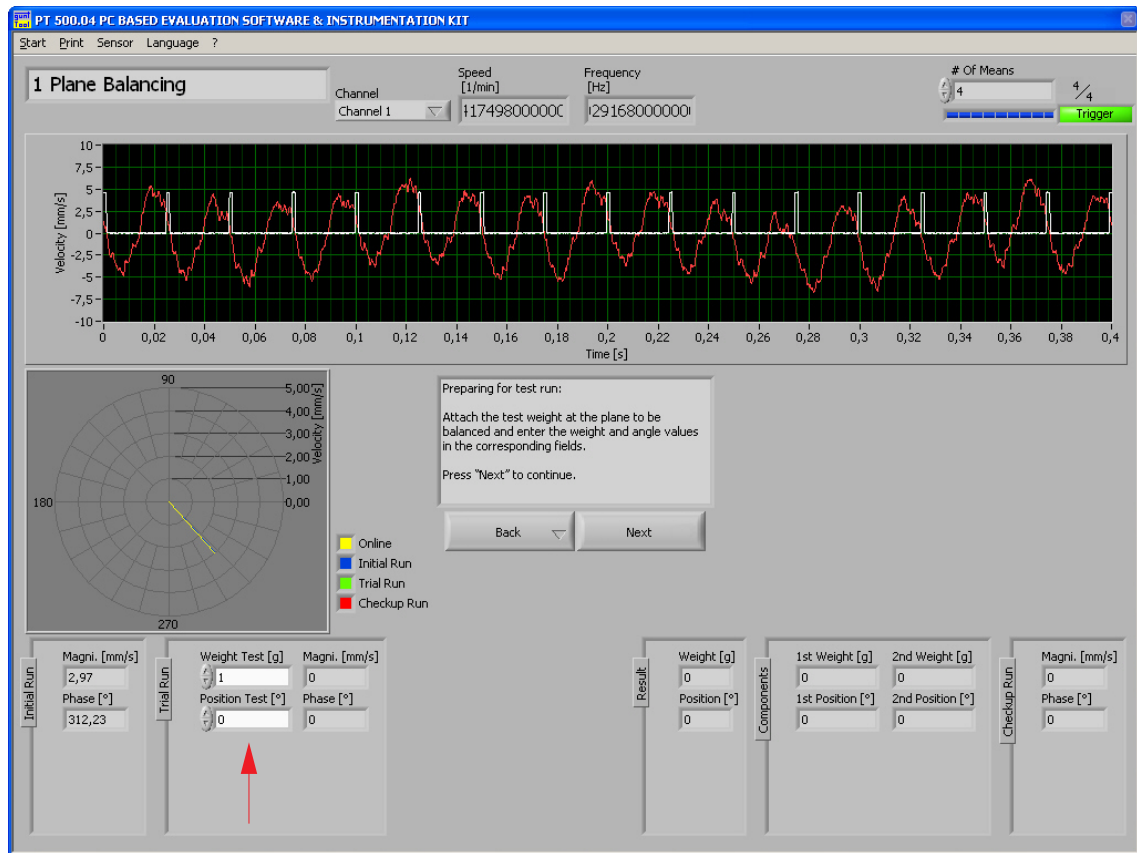 PT 500.04 PC BASED EVALUATION SOFTWARE & INSTRUMENTATION KIT
Start Print Sensor Language ?
1 Plane Balancing
Channel
Channel 1
Speed
[1/min]
Frequency
[Hz]
# Of Means
4
4/4
Trigger
Velocity [mm/s]
10
7,5
5
2,5
0
-2,5
-5
-7,5
-10
0 0,02 0,04 0,06 0,08 0,1 0,12 0,14 0,16 0,18 0,2 0,22 0,24 0,26 0,28 0,3 0,32 0,34 0,36 0,38 0,4
Time [s]
90
180
270
5,00
4,00
3,00
2,00
1,00
0,00
Velocity [mm/s]
Online
Initial Run
Trial Run
Checkup Run
Preparing for test run:
Attach the test weight at the plane to be
balanced and enter the weight and angle values
in the corresponding fields.
Press "Next" to continue.
Back Next
Initial Run
Magni. [mm/s]
2,97
Phase [°]
312,23
Trial Run
Weight Test [g] Magni. [mm/s]
1 0
Position Test [°] Phase [°]
0 0
Result
Weight [g]
0
Position [°]
0
Components
1st Weight [g] 2nd Weight [g]
0 0
1st Position [°] 2nd Position [°]
0 0
Checkup Run
Magni. [mm/s]
0
Phase [°]
0